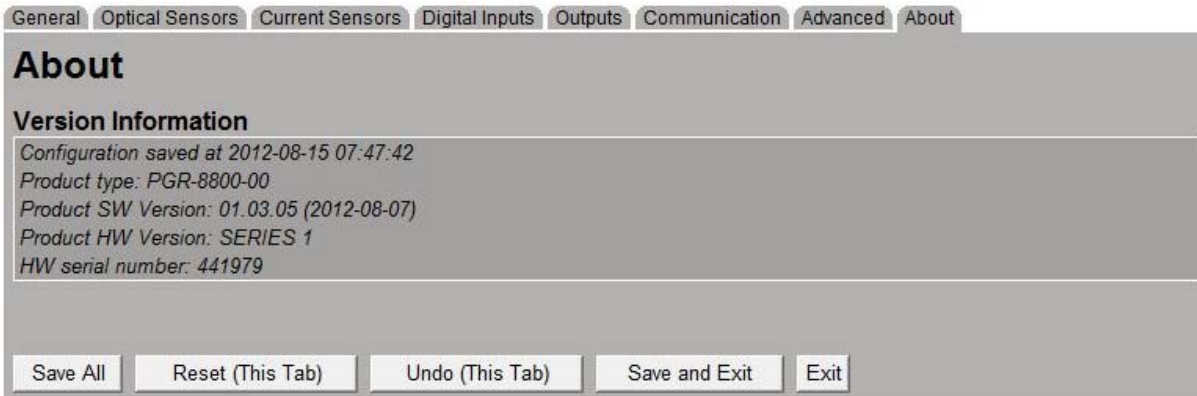 General Optical Sensors Current Sensors Digital Inputs Outputs Communication Advanced About
About
Version Information
Configuration saved at 2012-08-15 07:47:42
Product type: PGR-8800-00
Product SW Version: 01.03.05 (2012-08-07)
Product HW Version: SERIES 1
HW serial number: 441979
Save All Reset (This Tab) Undo (This Tab) Save and Exit Exit